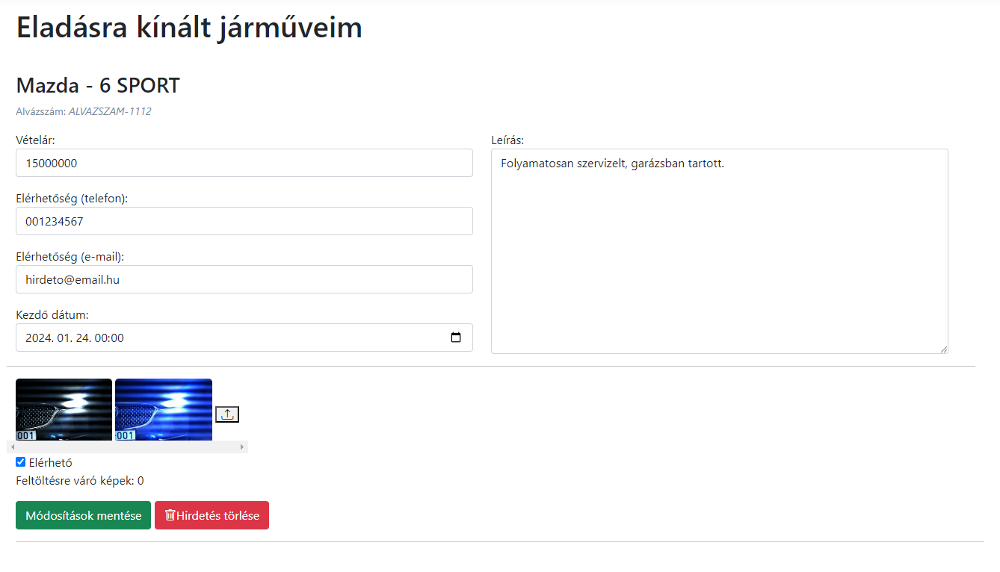 Eladásra kínált járműveim
Mazda - 6 SPORT
Alvázszám: ALVAZSZAM-1112
Vételár:
15000000
Elérhetőség (telefon):
001234567
Elérhetőség (e-mail):
hirdeto@email.hu
Kezdő dátum:
2024. 01. 24. 00:00
Leírás:
Folyamatosan szervizelt, garázsban tartott.
001
001
Elérhető
Feltöltésre váró képek: 0
Módosítások mentése
Hirdetés törlése